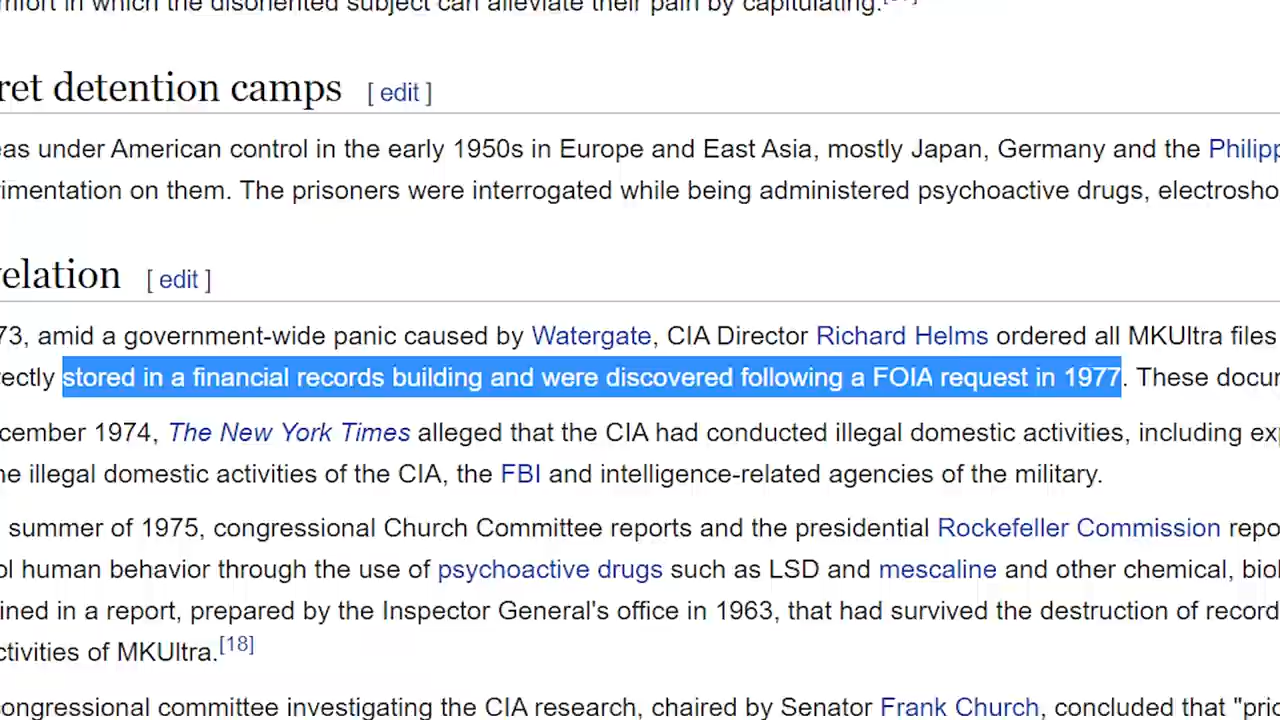 in which the disoriented subject can alleviate their pain by capitulating.
ret detention camps [ edit ]
eas under American control in the early 1950s in Europe and East Asia, mostly Japan, Germany and the Philipp
imentation on them. The prisoners were interrogated while being administered psychoactive drugs, electrosho
velation [ edit ]
73, amid a government-wide panic caused by Watergate, CIA Director Richard Helms ordered all MKUltra files
rectly stored in a financial records building and were discovered following a FOIA request in 1977. These docu
cember 1974, The New York Times alleged that the CIA had conducted illegal domestic activities, including ex
ne illegal domestic activities of the CIA, the FBI and intelligence-related agencies of the military.
summer of 1975, congressional Church Committee reports and the presidential Rockefeller Commission repo
ol human behavior through the use of psychoactive drugs such as LSD and mescaline and other chemical, biol
ined in a report, prepared by the Inspector General's office in 1963, that had survived the destruction of record
ctivities of MKUltra.[18]
congressional committee investigating the CIA research, chaired by Senator Frank Church, concluded that "pri